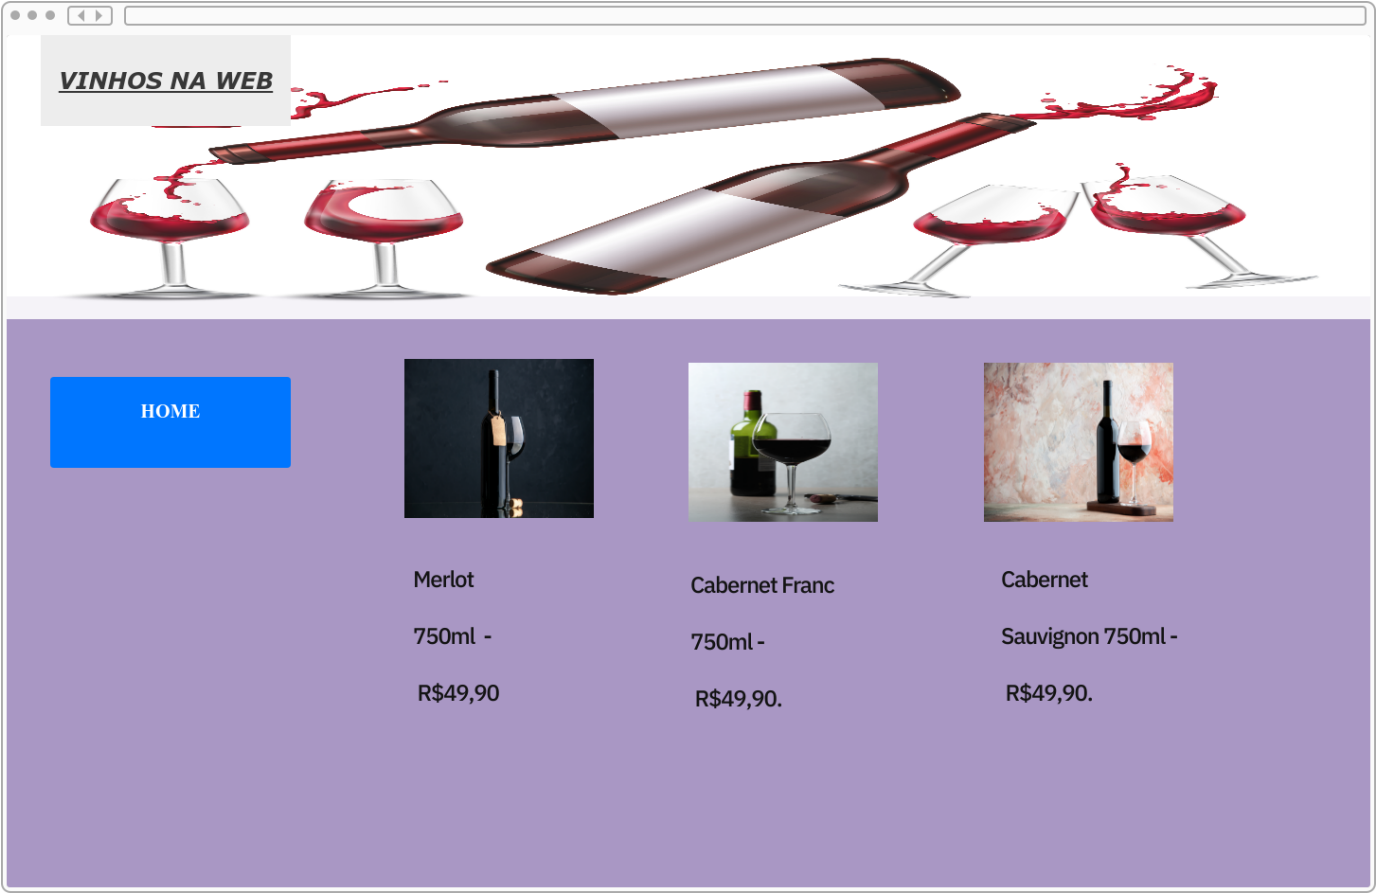 VINHOS NA WEB
HOME
Merlot
750ml -
R$49,90
Cabernet Franc
750ml -
R$49,90.
Cabernet
Sauvignon 750ml -
R$49,90.